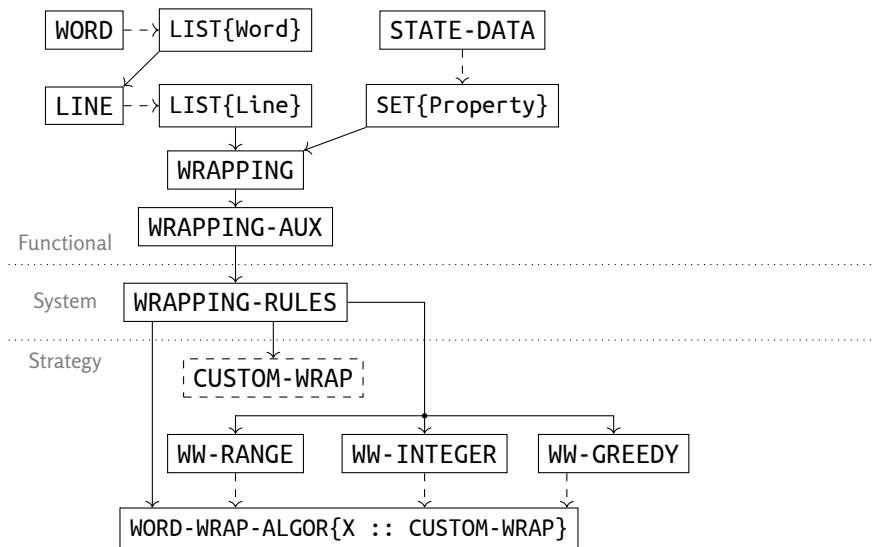 WORD LIST{Word} STATE-DATA
LINE LIST{Line} SET{Property}
WRAPPING
WRAPPING-AUX
Functional
System WRAPPING-RULES
Strategy
CUSTOM-WRAP
WW-RANGE WW-INTEGER WW-GREEDY
WORD-WRAP-ALGOR{X :: CUSTOM-WRAP}